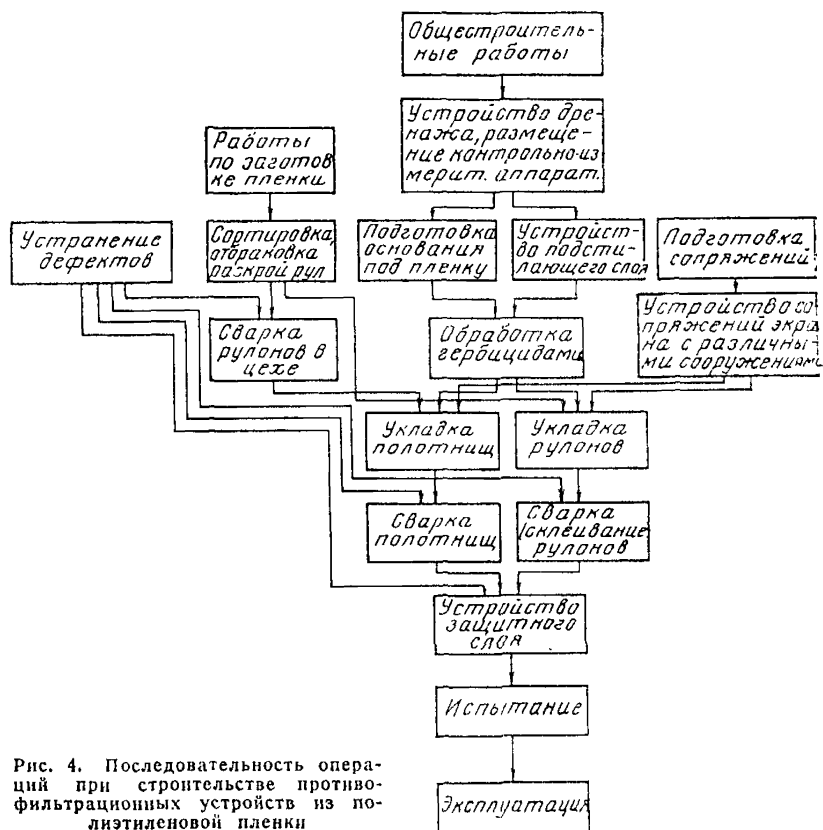 Общестроитель-
ные работы
Устройство дре-
нажа, размеще-
ние контрольно-из
мерит. аппарат.
Работы
по заготов
ке пленки
Устранение
дефектов
Сортировка,
отбраковка
раскрой рул
Подготовка
основания
под пленку
Устройст-
во подсти-
лающего слоя
Подготовка
сопряжений
Сварка
рулонов в
цехе
Обработка
гербицидами
Устройство со
пряжений экра
на с различны-
ми сооружениями
Укладка
полотнищ
Укладка
рулонов
Сварка
полотнищ
Сварка
/склеивание
рулонов
Устройство
защитного
слоя
Испытание
Эксплуатация
Рис. 4. Последовательность опера-
ций при строительстве противо-
фильтрационных устройств из по-
лиэтиленовой пленки